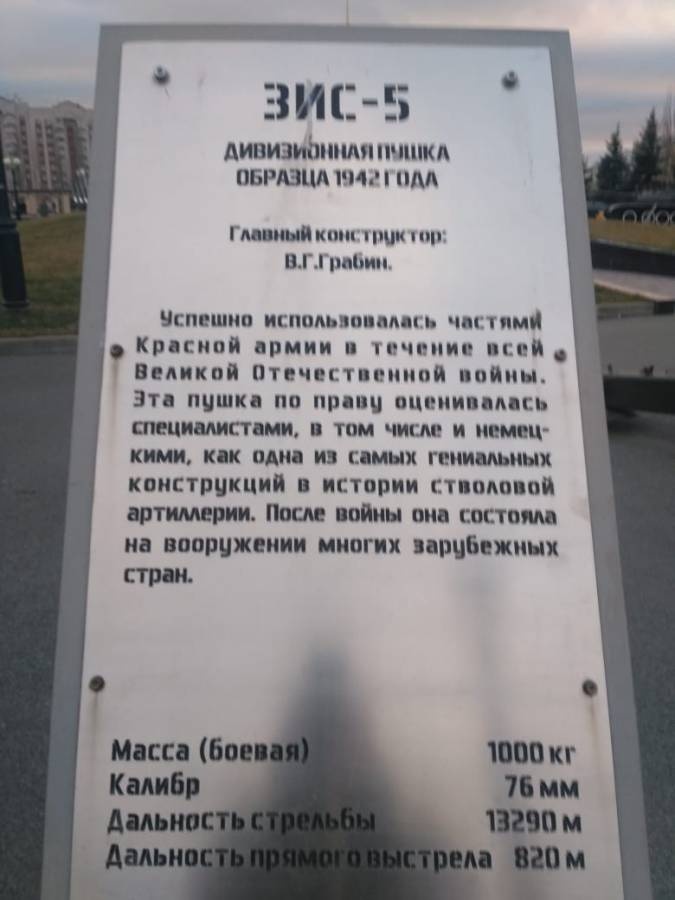 ЗИС-5
ДИВИЗИОННАЯ ПУШКА
ОБРАЗЦА 1942 ГОДА
Главный конструктор:
В.Г.Грабин.
Успешно использовалась частями
Красной армии в течение всей
Великой Отечественной войны.
Эта пушка по праву оценивалась
специалистами, в том числе и немец-
кими, как одна из самых гениальных
конструкций в истории стволовой
артиллерии. После войны она состояла
на вооружении многих зарубежных
стран.
Масса (боевая) 1000 кг
Калибр 76 мм
Дальность стрельбы 13290 м
Дальность прямого выстрела 820 м